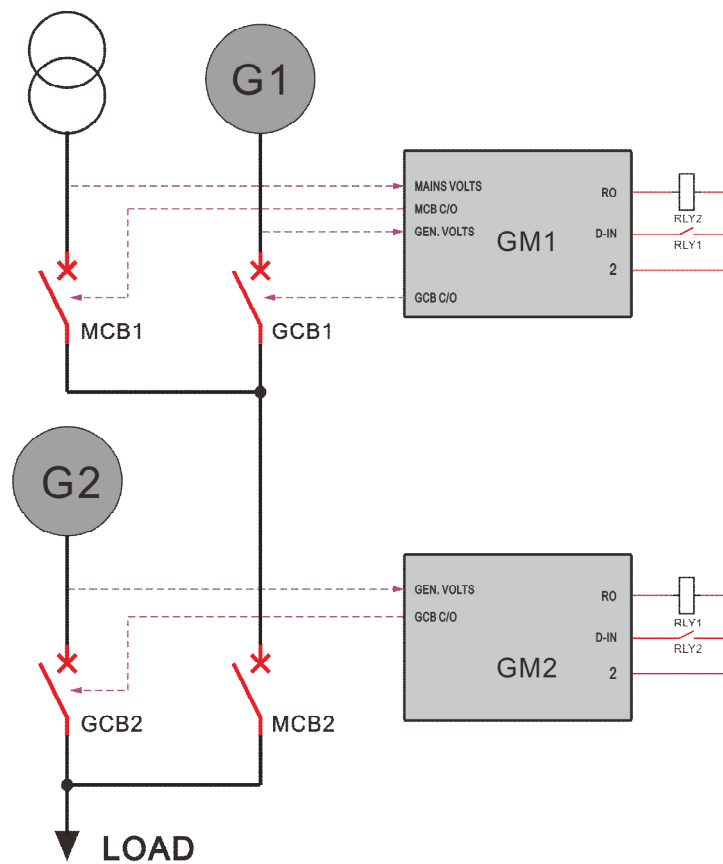 G1
MAINS VOLTS
MCB C/O
GEN. VOLTS
GCB C/O
GM1
RO
D-IN
2
RLY2
RLY1
MCB1
GCB1
G2
GEN. VOLTS
GCB C/O
GM2
RO
D-IN
2
RLY1
RLY2
GCB2
MCB2
LOAD